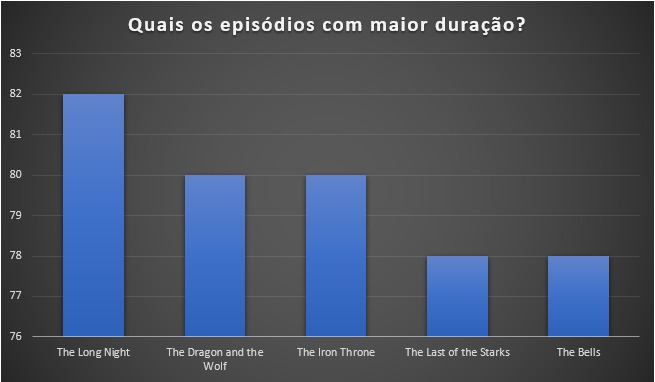 Quais os episódios com maior duração?
83
82
81
80
79
78
77
76
The Long Night
The Dragon and the
Wolf
The Iron Throne
The Last of the Starks
The Bells